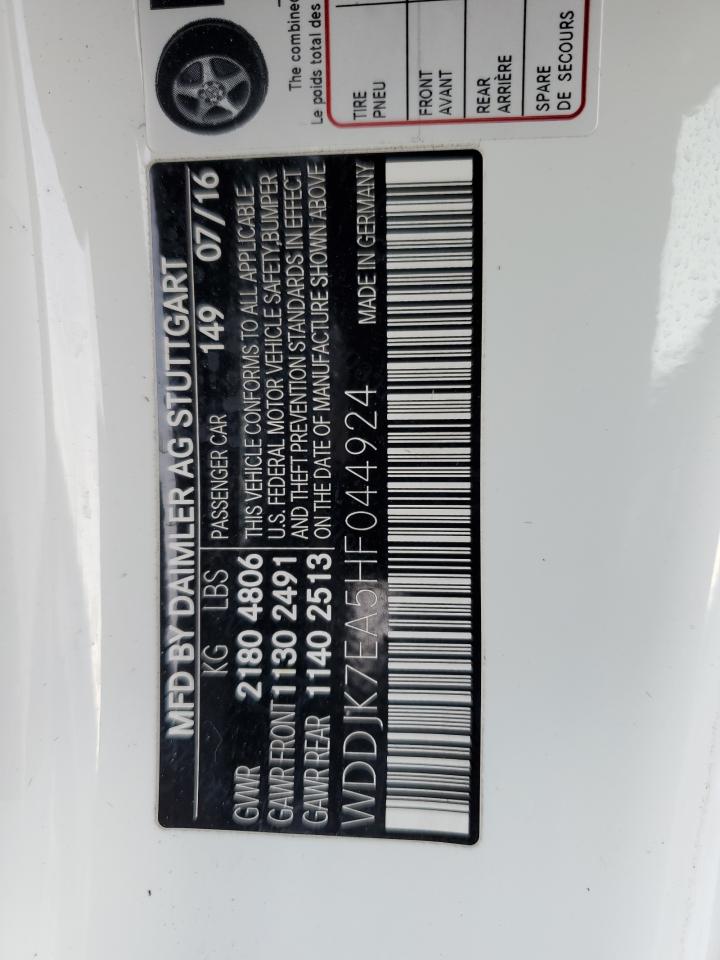 The combined
Le poids total des
TIRE
PNEU
FRONT
AVANT
REAR
ARRIÈRE
SPARE
DE SECOURS
MFD BY DAIMLER AG STUTTGART
KG LBS PASSENGER CAR 149 07/16
GVWR 2180 4806
GAWR FRONT 1130 2491
GAWR REAR 1140 2513
THIS VEHICLE CONFORMS TO ALL APPLICABLE
U.S. FEDERAL MOTOR VEHICLE SAFETY,BUMPER
AND THEFT PREVENTION STANDARDS IN EFFECT
ON THE DATE OF MANUFACTURE SHOWN ABOVE
WDDJK7EA5HF044924 MADE IN GERMANY